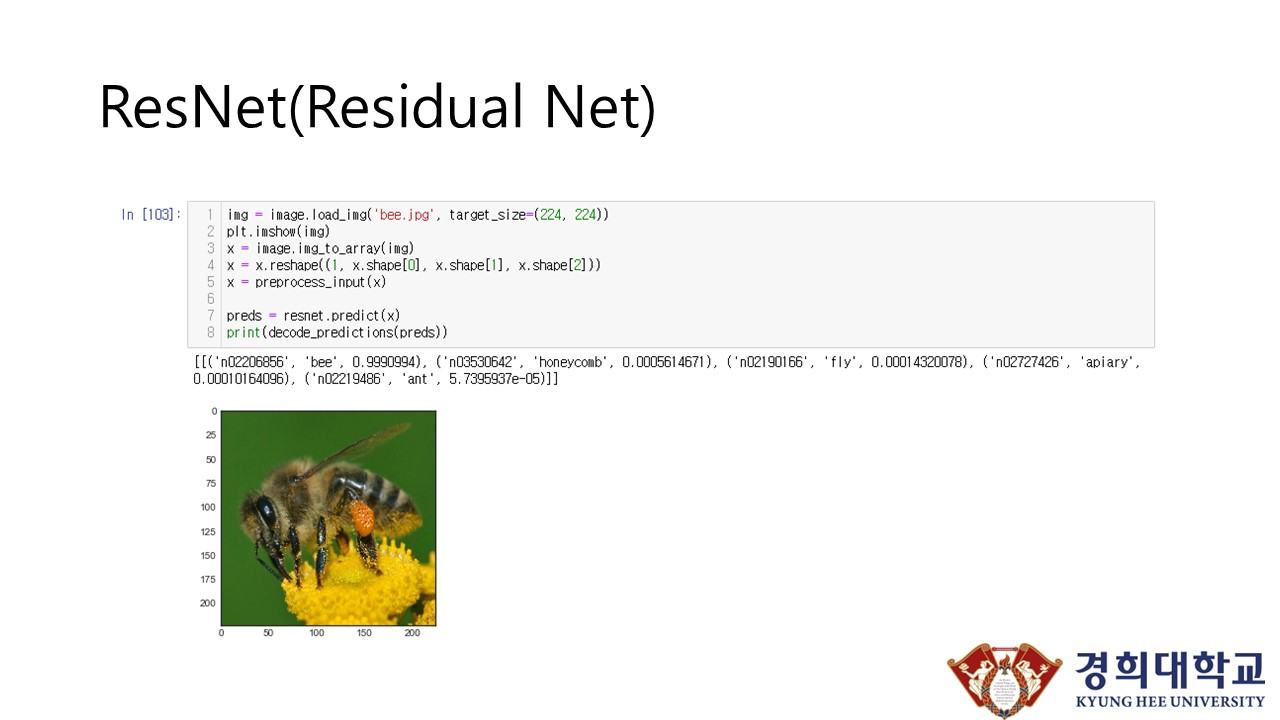 ResNet(Residual Net)
In [103]:
1 img = image.load_img('bee.jpg', target_size=(224, 224))
2 plt.imshow(img)
3 x = image.img_to_array(img)
4 x = x.reshape((1, x.shape[0], x.shape[1], x.shape[2]))
5 x = preprocess_input(x)
6
7 preds = resnet.predict(x)
8 print(decode_predictions(preds))
[[('n02206856', 'bee', 0.9990994), ('n03530642', 'honeycomb', 0.0005614671), ('n02190166', 'fly', 0.00014320078), ('n02727426', 'apiary',
0.00010164096), ('n02219486', 'ant', 5.7395937e-05)]]
0
25
50
75
100
125
150
175
200
0 50 100 150 200
경희대학교
KYUNG HEE UNIVERSITY